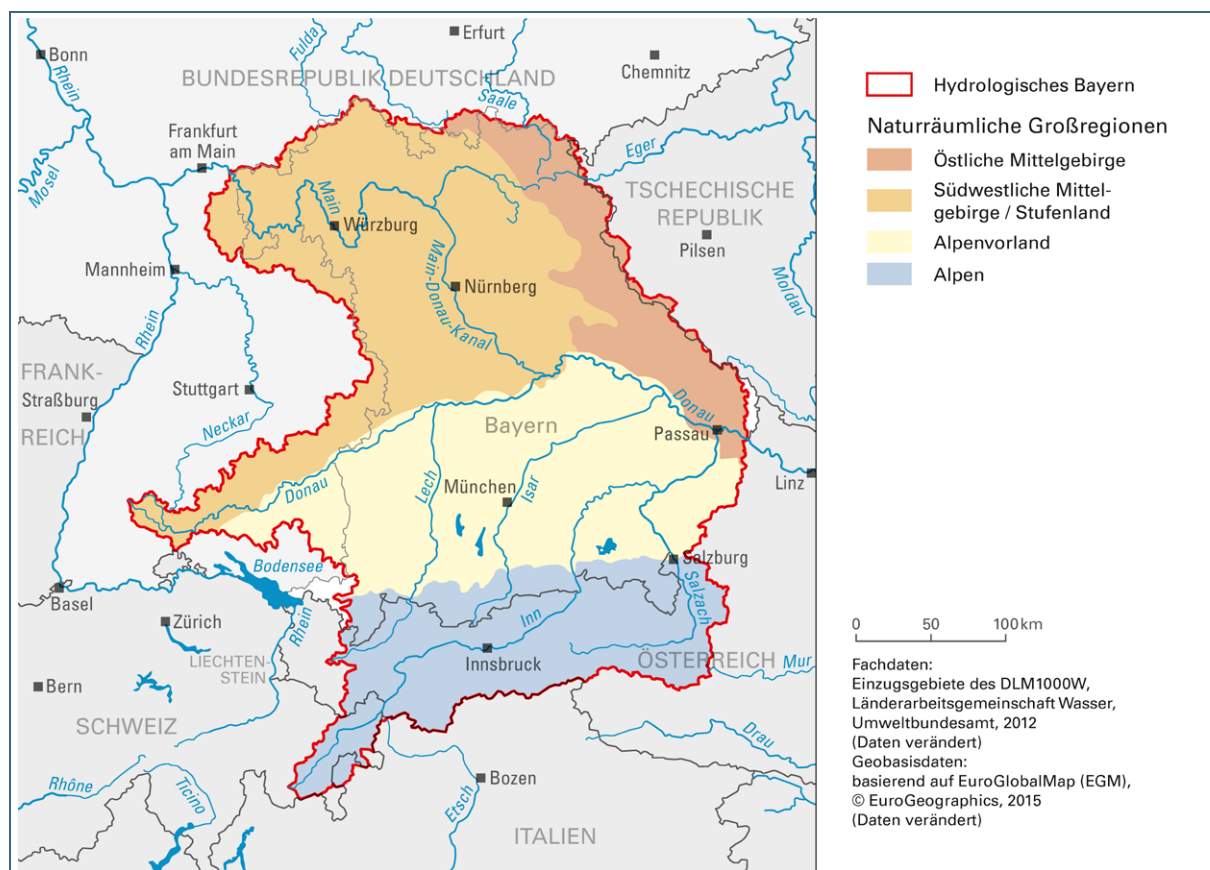 Bonn
Erfurt
Fulda
Rhein
Chemnitz
BUNDESREPUBLIK DEUTSCHLAND
Saale
Frankfurt
am Main
Eger
Mosel
TSCHECHISCHE
REPUBLIK
Main
Würzburg
Pilsen
Mannheim
Main-Donau-Kanal
Nürnberg
Moldau
Rhein
FRANK-
REICH
Stuttgart
Straßburg
Neckar
Bayern
Donau
Passau
Linz
Donau
Lech
München
Isar
Bodensee
Salzburg
Basel
Zürich
Rhein
Inn
Salzach
LIECHTEN-
STEIN
Innsbruck
ÖSTERREICH
Mur
Bern
SCHWEIZ
Drau
Rhône
Ticino
Bozen
Etsch
ITALIEN
Hydrologisches Bayern
Naturräumliche Großregionen
Östliche Mittelgebirge
Südwestliche Mittel-
gebirge / Stufenland
Alpenvorland
Alpen
0 50 100 km
Fachdaten:
Einzugsgebiete des DLM1000W,
Länderarbeitsgemeinschaft Wasser,
Umweltbundesamt, 2012
(Daten verändert)
Geobasisdaten:
basierend auf EuroGlobalMap (EGM),
© EuroGeographics, 2015
(Daten verändert)